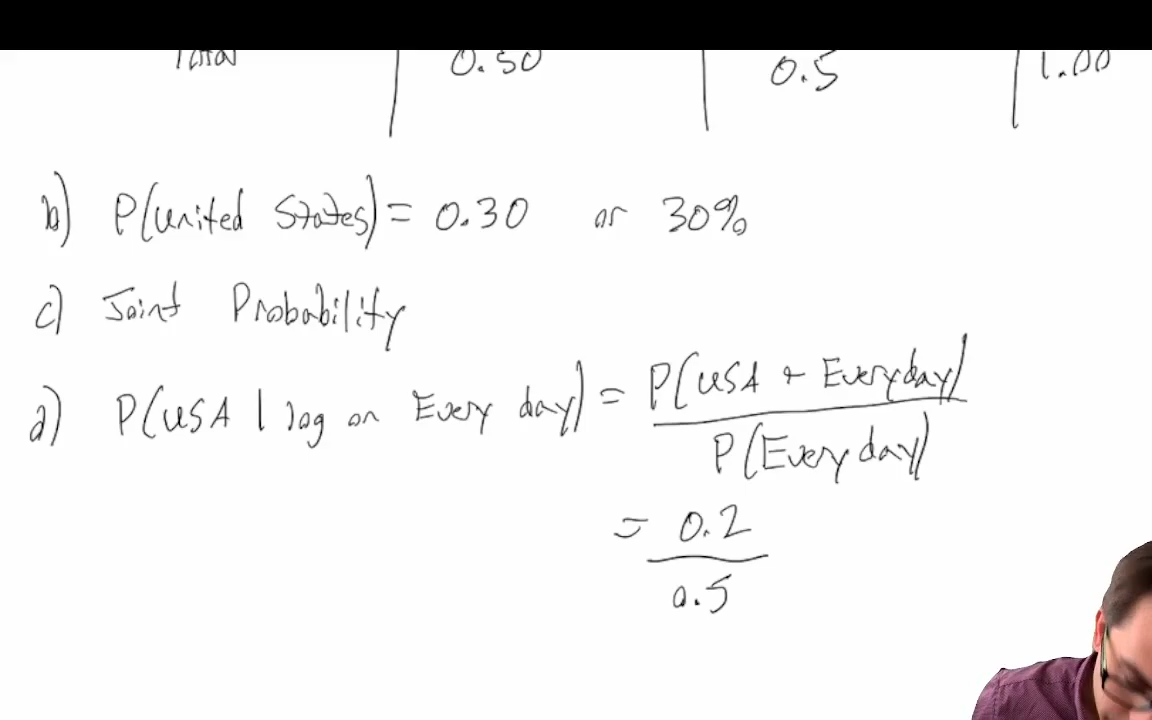 Total 0.50 0.5 1.00
b) P(United States) = 0.30 or 30%
c) Joint Probability
d) P(USA | log on Every day) = P(USA + Everyday)
P(Everyday)
= 0.2
0.5